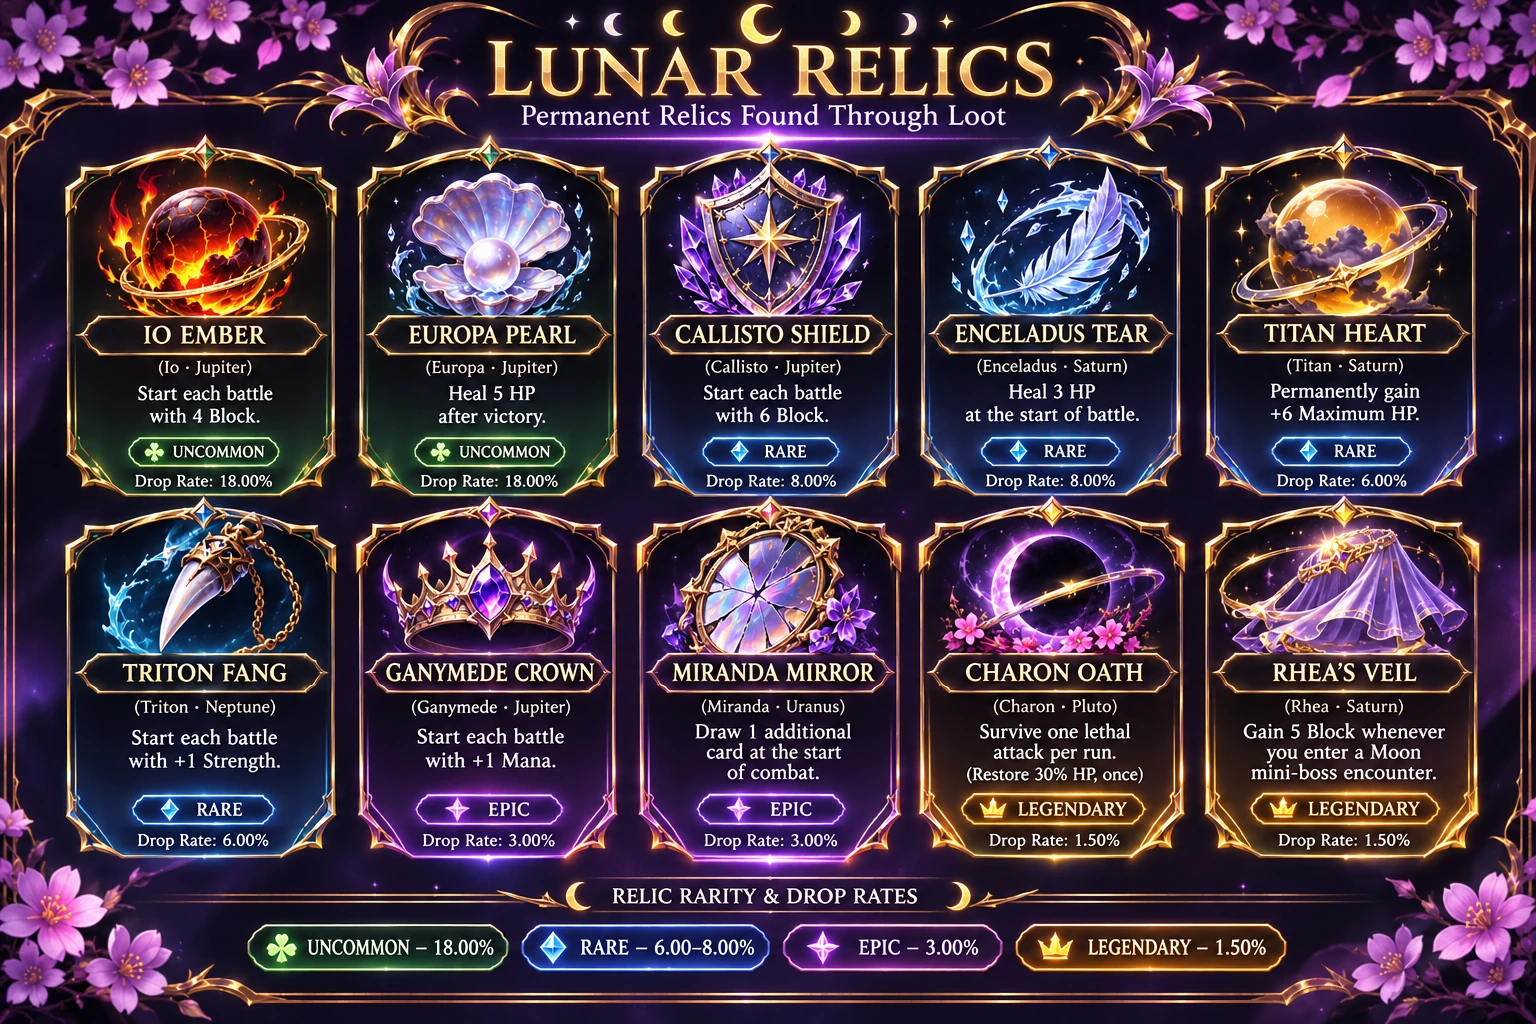 LUNAR RELICS
Permanent Relics Found Through Loot
IO EMBER
(Io · Jupiter)
Start each battle
with 4 Block.
UNCOMMON
Drop Rate: 18.00%
EUROPA PEARL
(Europa · Jupiter)
Heal 5 HP
after victory.
UNCOMMON
Drop Rate: 18.00%
CALLISTO SHIELD
(Callisto · Jupiter)
Start each battle
with 6 Block.
RARE
Drop Rate: 8.00%
ENCELADUS TEAR
(Enceladus · Saturn)
Heal 3 HP
at the start of battle.
RARE
Drop Rate: 8.00%
TITAN HEART
(Titan · Saturn)
Permanently gain
+6 Maximum HP.
RARE
Drop Rate: 6.00%
TRITON FANG
(Triton · Neptune)
Start each battle
with +1 Strength.
RARE
Drop Rate: 6.00%
GANYMEDE CROWN
(Ganymede · Jupiter)
Start each battle
with +1 Mana.
EPIC
Drop Rate: 3.00%
MIRANDA MIRROR
(Miranda · Uranus)
Draw 1 additional
card at the start
of combat.
EPIC
Drop Rate: 3.00%
CHARON OATH
(Charon · Pluto)
Survive one lethal
attack per run.
(Restore 30% HP, once)
LEGENDARY
Drop Rate: 1.50%
RHEA'S VEIL
(Rhea · Saturn)
Gain 5 Block whenever
you enter a Moon
mini-boss encounter.
LEGENDARY
Drop Rate: 1.50%
RELIC RARITY & DROP RATES
UNCOMMON – 18.00%
RARE – 6.00–8.00%
EPIC – 3.00%
LEGENDARY – 1.50%